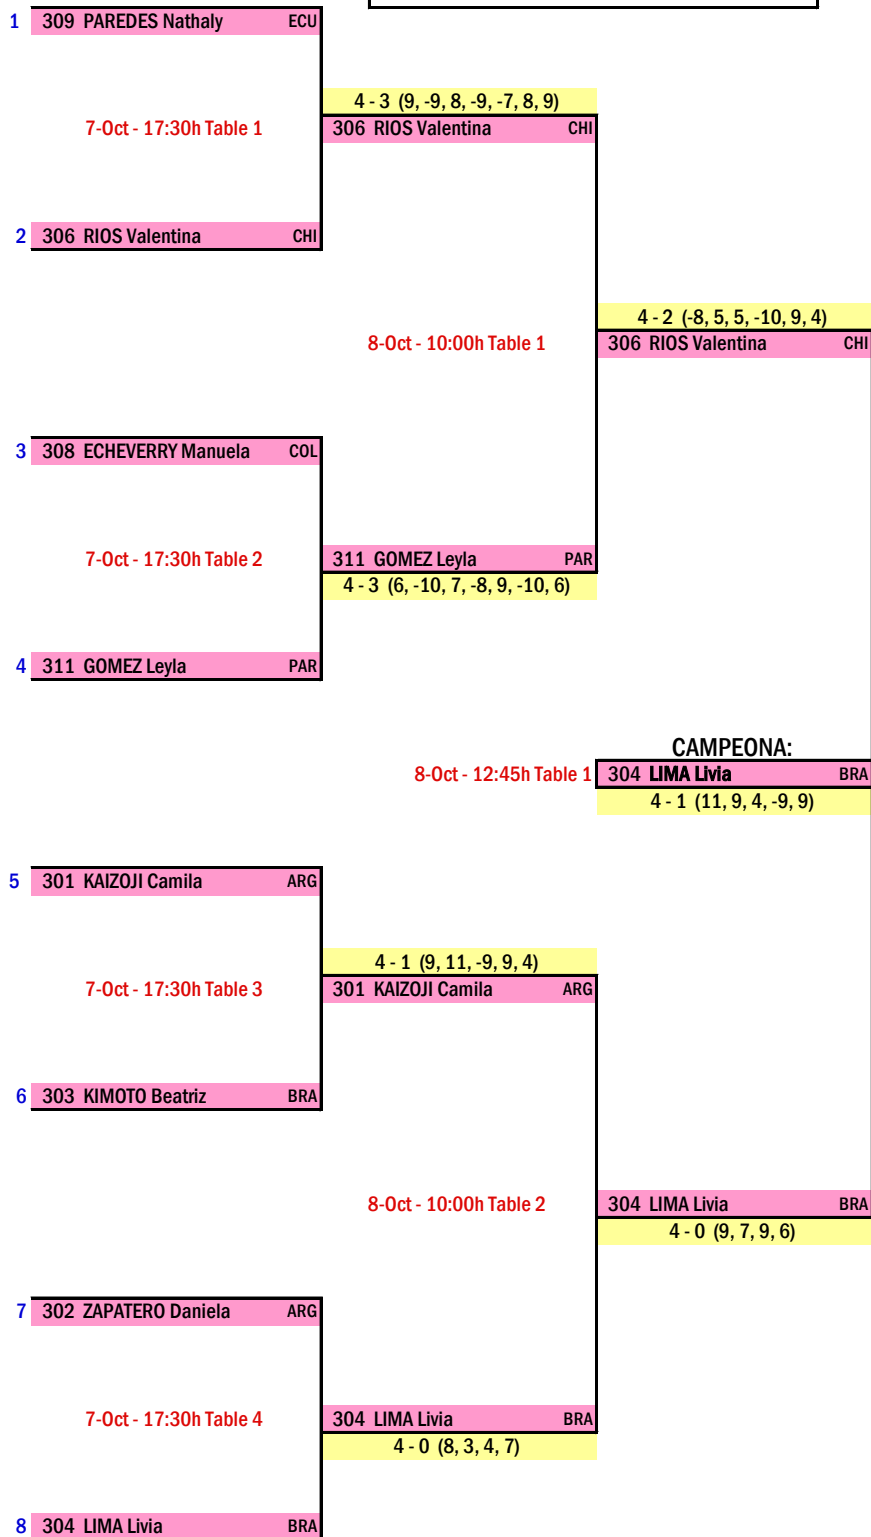 1 309 PAREDES Nathaly ECU
4 - 3 (9, -9, 8, -9, -7, 8, 9)
7-Oct - 17:30h Table 1
306 RIOS Valentina CHI
2 306 RIOS Valentina CHI
4 - 2 (-8, 5, 5, -10, 9, 4)
8-Oct - 10:00h Table 1
306 RIOS Valentina CHI
3 308 ECHEVERRY Manuela COL
7-Oct - 17:30h Table 2
311 GOMEZ Leyla PAR
4 - 3 (6, -10, 7, -8, 9, -10, 6)
4 311 GOMEZ Leyla PAR
CAMPEONA:
8-Oct - 12:45h Table 1
304 LIMA Livia BRA
4 - 1 (11, 9, 4, -9, 9)
5 301 KAIZOJI Camila ARG
4 - 1 (9, 11, -9, 9, 4)
7-Oct - 17:30h Table 3
301 KAIZOJI Camila ARG
6 303 KIMOTO Beatriz BRA
8-Oct - 10:00h Table 2
304 LIMA Livia BRA
4 - 0 (9, 7, 9, 6)
7 302 ZAPATERO Daniela ARG
7-Oct - 17:30h Table 4
304 LIMA Livia BRA
4 - 0 (8, 3, 4, 7)
8 304 LIMA Livia BRA